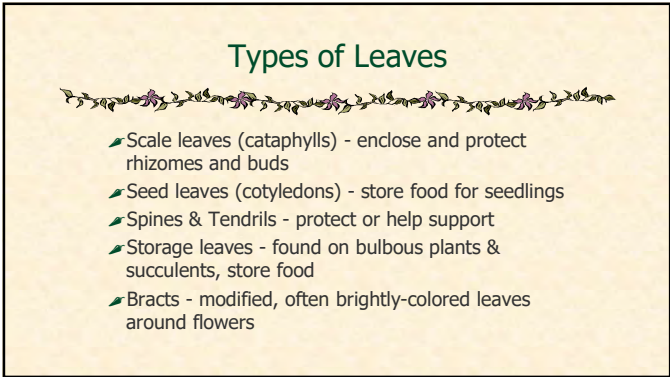 Types of Leaves
Scale leaves (cataphylls) - enclose and protect
rhizomes and buds
Seed leaves (cotyledons) - store food for seedlings
Spines & Tendrils - protect or help support
Storage leaves - found on bulbous plants &
succulents, store food
Bracts - modified, often brightly-colored leaves
around flowers